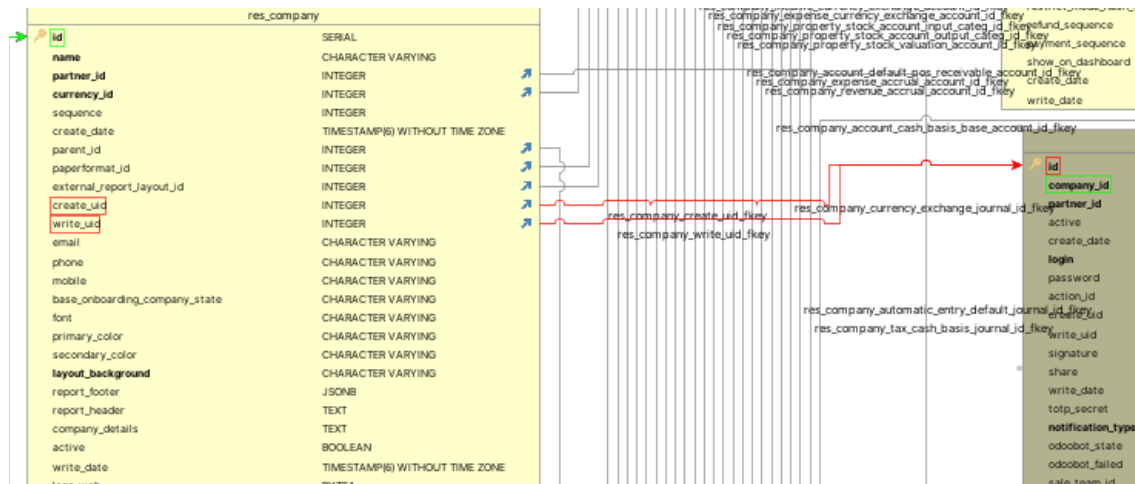 res_company
id SERIAL
name CHARACTER VARYING
partner_id INTEGER
currency_id INTEGER
sequence INTEGER
create_date TIMESTAMP(6) WITHOUT TIME ZONE
parent_id INTEGER
paperformat_id INTEGER
external_report_layout_id INTEGER
create_uid INTEGER
write_uid INTEGER
email CHARACTER VARYING
phone CHARACTER VARYING
mobile CHARACTER VARYING
base_onboarding_company_state CHARACTER VARYING
font CHARACTER VARYING
primary_color CHARACTER VARYING
secondary_color CHARACTER VARYING
layout_background CHARACTER VARYING
report_footer JSONB
report_header TEXT
company_details TEXT
active BOOLEAN
write_date TIMESTAMP(6) WITHOUT TIME ZONE
res_company_expense_currency_exchange_account_id_fkey
res_company_property_stock_account_input_categ_id_fkey
res_company_property_stock_account_output_categ_id_fkey
res_company_property_stock_valuation_account_id_fkey
res_company_account_default_pos_receivable_account_id_fkey
res_company_expense_accrual_account_id_fkey
res_company_revenue_accrual_account_id_fkey
res_company_account_cash_basis_base_account_id_fkey
res_company_currency_exchange_journal_id_fkey
res_company_create_uid_fkey
res_company_write_uid_fkey
res_company_automatic_entry_default_journal_id_fkey
res_company_tax_cash_basis_journal_id_fkey
refund_sequence
payment_sequence
show_on_dashboard
create_date
write_date
id
company_id
partner_id
active
create_date
login
password
action_id
create_uid
write_uid
signature
share
write_date
totp_secret
notification_type
odoobot_state
odoobot_failed
sale_team_id